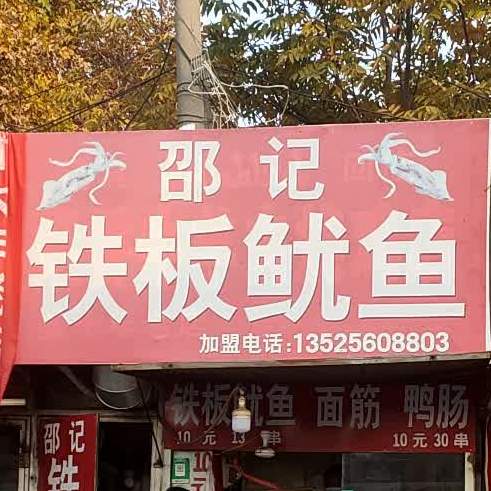 邵记
铁板鱿鱼
加盟电话:13525608803
铁板鱿鱼 面筋 鸭肠
10元13串 10元30串
邵记
铁